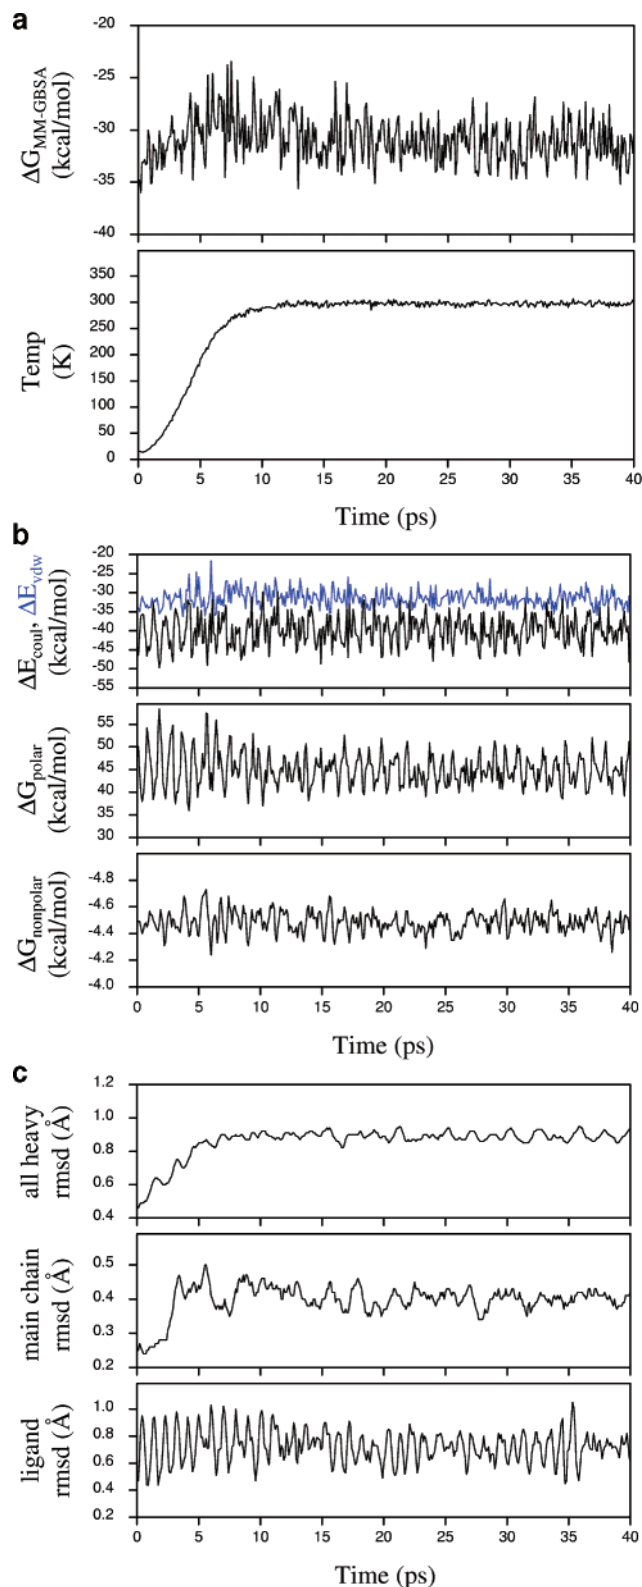 a
ΔG_MM-GBSA
(kcal/mol)
-20
-25
-30
-35
-40
Temp
(K)
350
300
250
200
150
100
50
0
0 5 10 15 20 25 30 35 40
Time (ps)
b
ΔE_coul, ΔE_vdw
(kcal/mol)
-20
-25
-30
-35
-40
-45
-50
-55
ΔG_polar
(kcal/mol)
55
50
45
40
35
30
ΔG_nonpolar
(kcal/mol)
-4.8
-4.6
-4.4
-4.2
-4.0
0 5 10 15 20 25 30 35 40
Time (ps)
c
all heavy
rmsd (Å)
1.2
1.0
0.8
0.6
0.4
main chain
rmsd (Å)
0.5
0.4
0.3
0.2
ligand
rmsd (Å)
1.0
0.8
0.6
0.4
0.2
0 5 10 15 20 25 30 35 40
Time (ps)